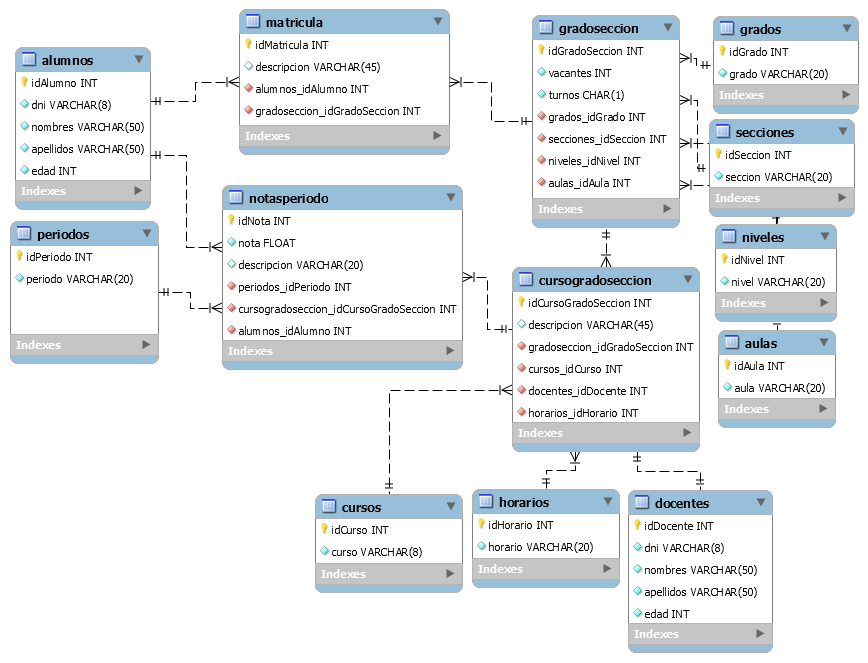 alumnos
idAlumno INT
dni VARCHAR(8)
nombres VARCHAR(50)
apellidos VARCHAR(50)
edad INT
Indexes
matricula
idMatricula INT
descripcion VARCHAR(45)
alumnos_idAlumno INT
gradoseccion_idGradoSeccion INT
Indexes
gradoseccion
idGradoSeccion INT
vacantes INT
turnos CHAR(1)
grados_idGrado INT
secciones_idSeccion INT
niveles_idNivel INT
aulas_idAula INT
Indexes
grados
idGrado INT
grado VARCHAR(20)
Indexes
secciones
idSeccion INT
seccion VARCHAR(20)
Indexes
periodos
idPeriodo INT
periodo VARCHAR(20)
Indexes
notasperiodo
idNota INT
nota FLOAT
descripcion VARCHAR(20)
periodos_idPeriodo INT
cursogradoseccion_idCursoGradoSeccion INT
alumnos_idAlumno INT
Indexes
cursogradoseccion
idCursoGradoSeccion INT
descripcion VARCHAR(45)
gradoseccion_idGradoSeccion INT
cursos_idCurso INT
docentes_idDocente INT
horarios_idHorario INT
Indexes
niveles
idNivel INT
nivel VARCHAR(20)
Indexes
aulas
idAula INT
aula VARCHAR(20)
Indexes
cursos
idCurso INT
curso VARCHAR(8)
Indexes
horarios
idHorario INT
horario VARCHAR(20)
Indexes
docentes
idDocente INT
dni VARCHAR(8)
nombres VARCHAR(50)
apellidos VARCHAR(50)
edad INT
Indexes